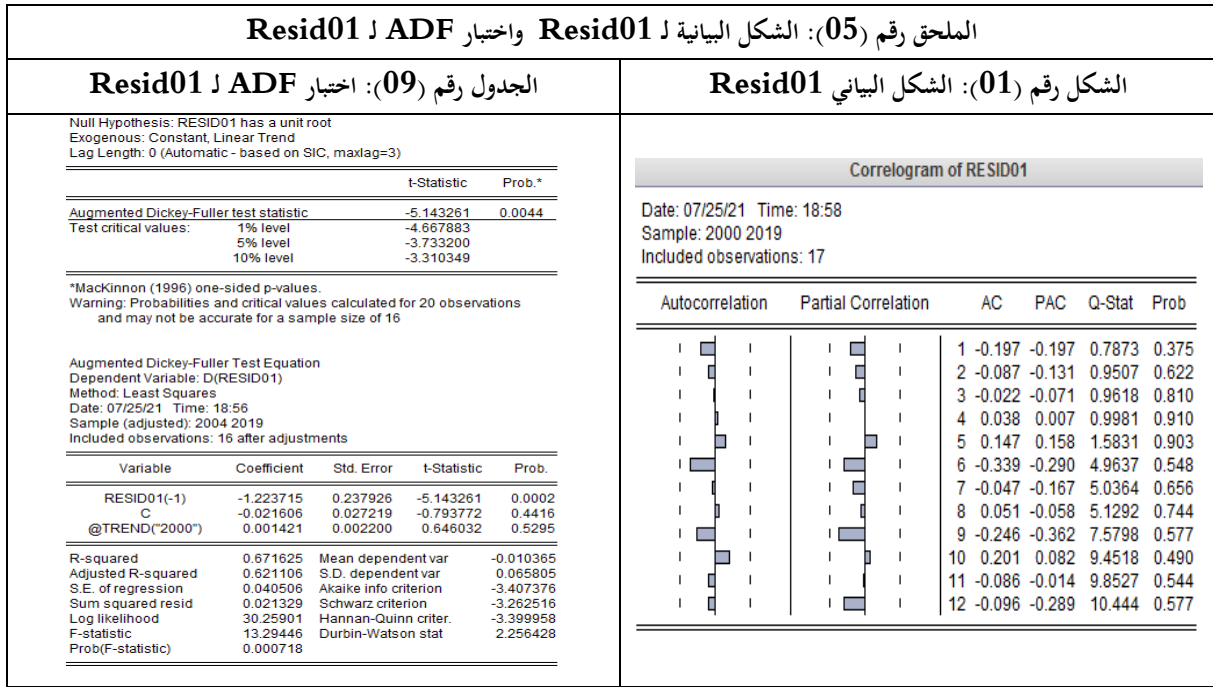 الملحق رقم (05): الشكل البيانية لـ Resid01 واختبار ADF لـ Resid01
الشكل رقم (01): الشكل البياني Resid01
Correlogram of RESID01
Date: 07/25/21 Time: 18:58
Sample: 2000 2019
Included observations: 17
Autocorrelation Partial Correlation AC PAC Q-Stat Prob
1 -0.197 -0.197 0.7873 0.375
2 -0.087 -0.131 0.9507 0.622
3 -0.022 -0.071 0.9618 0.810
4 0.038 0.007 0.9981 0.910
5 0.147 0.158 1.5831 0.903
6 -0.339 -0.290 4.9637 0.548
7 -0.047 -0.167 5.0364 0.656
8 0.051 -0.058 5.1292 0.744
9 -0.246 -0.362 7.5798 0.577
10 0.201 0.082 9.4518 0.490
11 -0.086 -0.014 9.8527 0.544
12 -0.096 -0.289 10.444 0.577
الجدول رقم (09): اختبار ADF لـ Resid01
Null Hypothesis: RESID01 has a unit root
Exogenous: Constant, Linear Trend
Lag Length: 0 (Automatic - based on SIC, maxlag=3)
t-Statistic Prob.*
Augmented Dickey-Fuller test statistic -5.143261 0.0044
Test critical values: 1% level -4.667883
5% level -3.733200
10% level -3.310349
*MacKinnon (1996) one-sided p-values.
Warning: Probabilities and critical values calculated for 20 observations
and may not be accurate for a sample size of 16
Augmented Dickey-Fuller Test Equation
Dependent Variable: D(RESID01)
Method: Least Squares
Date: 07/25/21 Time: 18:56
Sample (adjusted): 2004 2019
Included observations: 16 after adjustments
Variable Coefficient Std. Error t-Statistic Prob.
RESID01(-1) -1.223715 0.237926 -5.143261 0.0002
C -0.021606 0.027219 -0.793772 0.4416
@TREND("2000") 0.001421 0.002200 0.646032 0.5295
R-squared 0.671625 Mean dependent var -0.010365
Adjusted R-squared 0.621106 S.D. dependent var 0.065805
S.E. of regression 0.040506 Akaike info criterion -3.407376
Sum squared resid 0.021329 Schwarz criterion -3.262516
Log likelihood 30.25901 Hannan-Quinn criter. -3.399958
F-statistic 13.29446 Durbin-Watson stat 2.256428
Prob(F-statistic) 0.000718